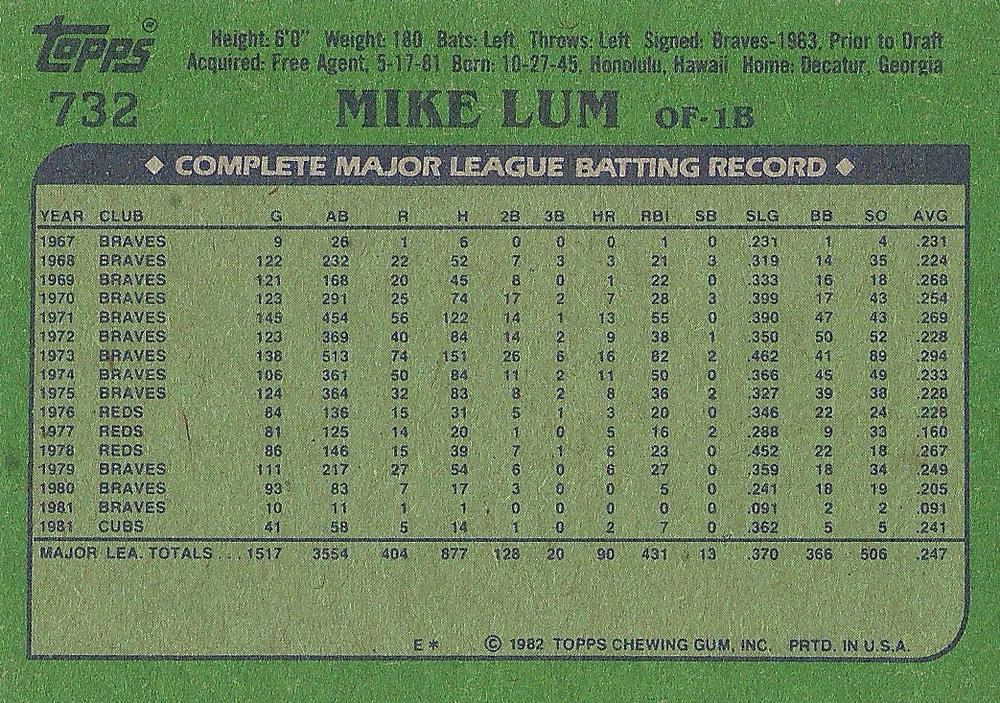 topps®
Height: 6'0" Weight: 180 Bats: Left, Throws: Left Signed: Braves-1963, Prior to Draft
Acquired: Free Agent, 5-17-81 Born: 10-27-45, Honolulu, Hawaii Home: Decatur, Georgia
732 MIKE LUM OF-1B
◆ COMPLETE MAJOR LEAGUE BATTING RECORD ◆
YEAR CLUB G AB R H 2B 3B HR RBI SB SLG BB SO AVG
1967 BRAVES 9 26 1 6 0 0 0 1 0 .231 1 4 .231
1968 BRAVES 122 232 22 52 7 3 3 21 3 .319 14 35 .224
1969 BRAVES 121 168 20 45 8 0 1 22 0 .333 16 18 .268
1970 BRAVES 123 291 25 74 17 2 7 28 3 .399 17 43 .254
1971 BRAVES 145 454 56 122 14 1 13 55 0 .390 47 43 .269
1972 BRAVES 123 369 40 84 14 2 9 38 1 .350 50 52 .228
1973 BRAVES 138 513 74 151 26 6 16 82 2 .462 41 89 .294
1974 BRAVES 106 361 50 84 11 2 11 50 0 .366 45 49 .233
1975 BRAVES 124 364 32 83 8 2 8 36 2 .327 39 38 .228
1976 REDS 84 136 15 31 5 1 3 20 0 .346 22 24 .228
1977 REDS 81 125 14 20 1 0 5 16 2 .288 9 33 .160
1978 REDS 86 146 15 39 7 1 6 23 0 .452 22 18 .267
1979 BRAVES 111 217 27 54 6 0 6 27 0 .359 18 34 .249
1980 BRAVES 93 83 7 17 3 0 0 5 0 .241 18 19 .205
1981 BRAVES 10 11 1 1 0 0 0 0 0 .091 2 2 .091
1981 CUBS 41 58 5 14 1 0 2 7 0 .362 5 5 .241
MAJOR LEA. TOTALS ... 1517 3554 404 877 128 20 90 431 13 .370 366 506 .247
E* © 1982 TOPPS CHEWING GUM, INC. PRTD. IN U.S.A.